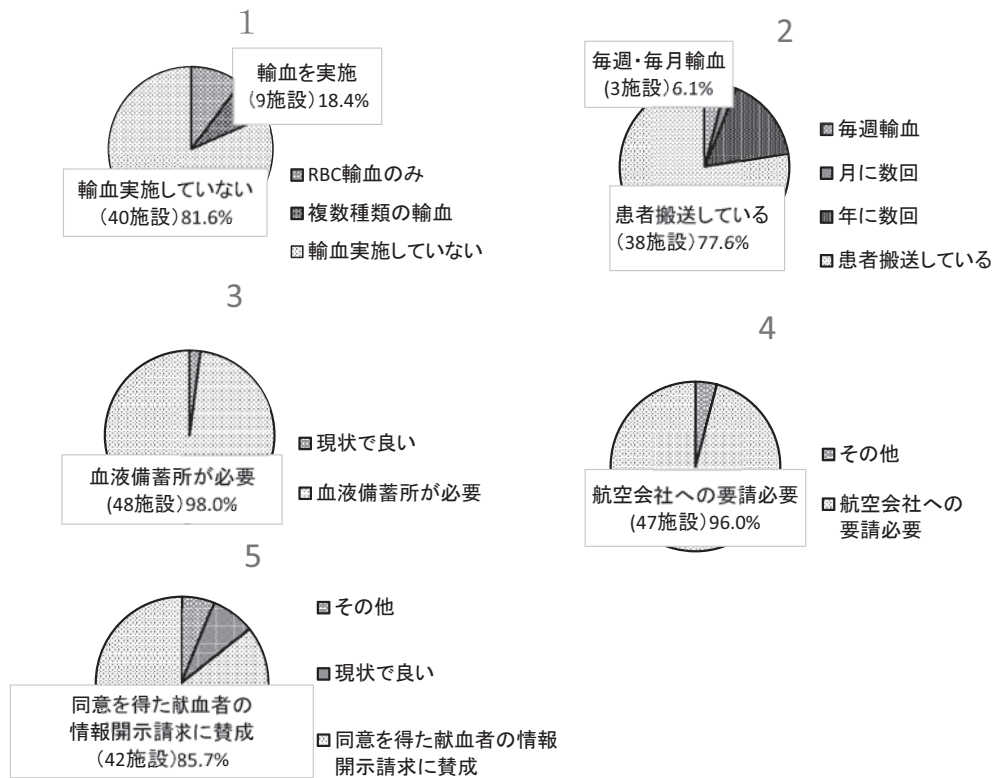 1
輸血を実施
(9施設)18.4%
輸血実施していない
(40施設)81.6%
RBC輸血のみ
複数種類の輸血
輸血実施していない
2
毎週・毎月輸血
(3施設)6.1%
患者搬送している
(38施設)77.6%
毎週輸血
月に数回
年に数回
患者搬送している
3
血液備蓄所が必要
(48施設)98.0%
現状で良い
血液備蓄所が必要
4
航空会社への要請必要
(47施設)96.0%
その他
航空会社への
要請必要
5
同意を得た献血者の
情報開示請求に賛成
(42施設)85.7%
その他
現状で良い
同意を得た献血者の情報
開示請求に賛成